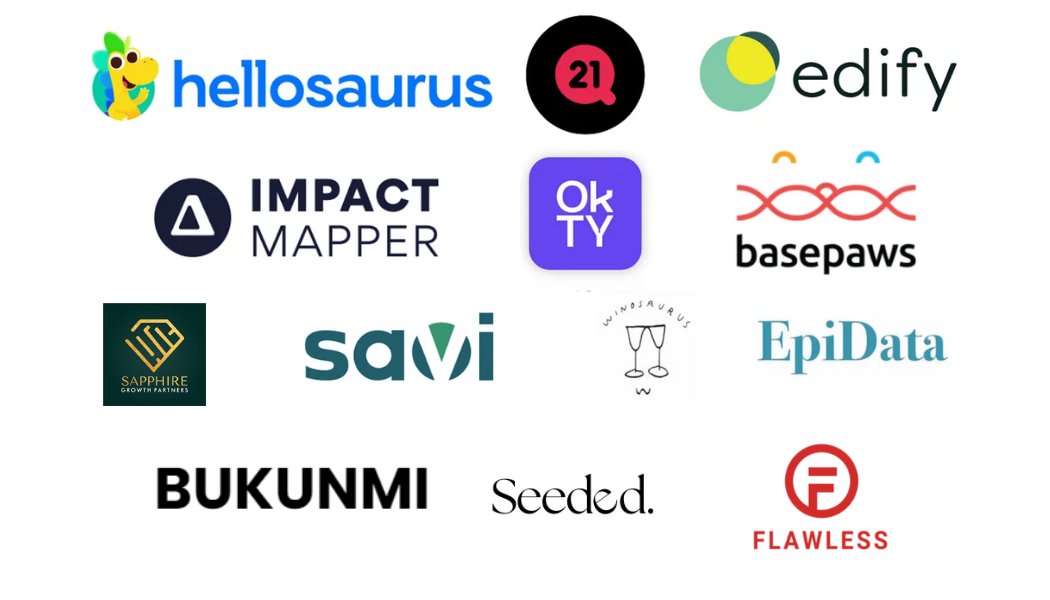 hellosaurus
21
edify
IMPACT
MAPPER
Ok
TY
basepaws
SAPPHIRE
GROWTH PARTNERS
savi
WINOSAURUS
W
EpiData
BUKUNMI
Seeded.
F
FLAWLESS